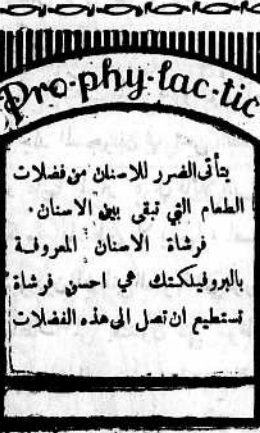 Pro-phy-lac-tic
يتأتى الضرر للاسنان من فضلات
الطعام التي تبقى بين الاسنان.
فرشاة الاسنان المعروفة
بالبروفيلكتك هي احسن فرشاة
تستطيع ان تصل الى هذه الفضلات